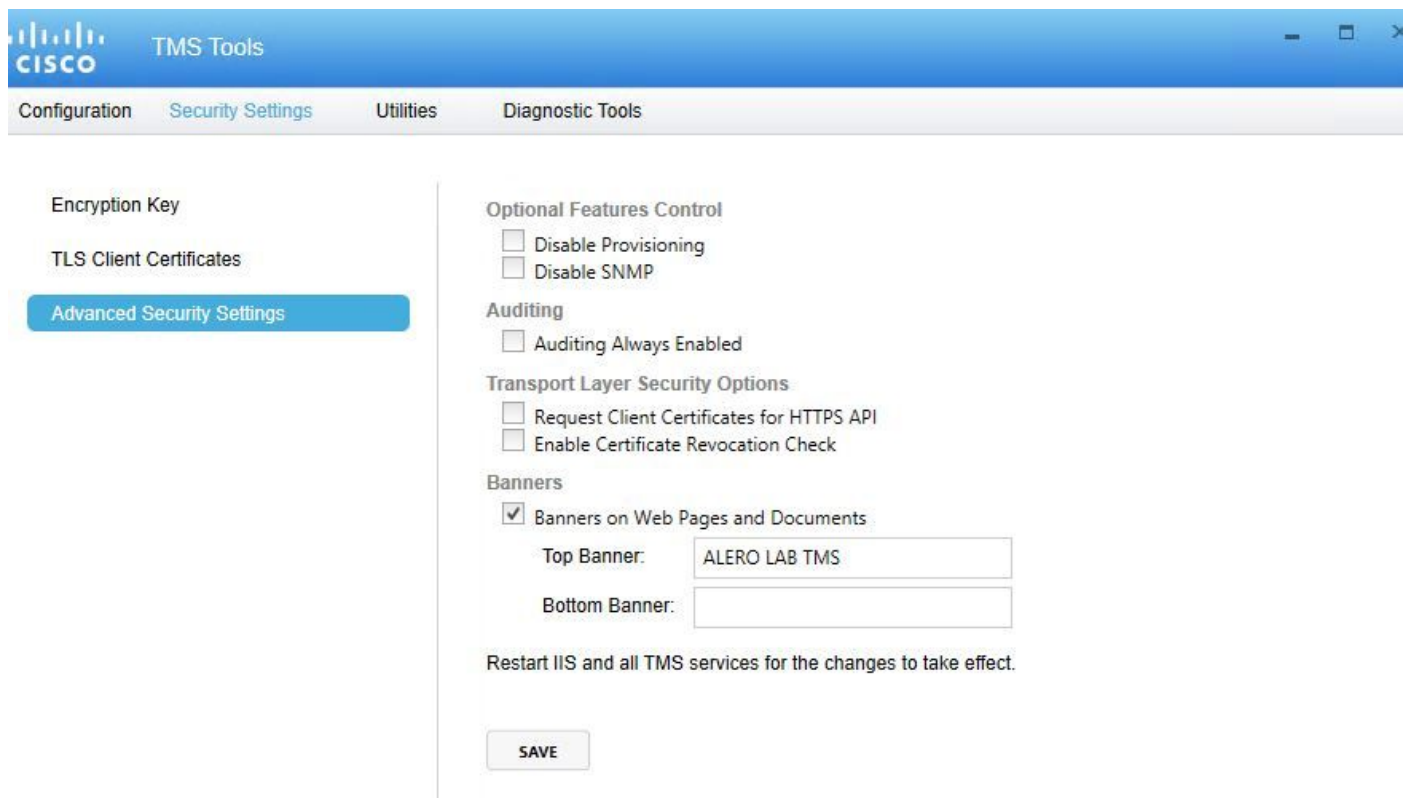 CISCO
TMS Tools
Configuration Security Settings Utilities Diagnostic Tools
Encryption Key
TLS Client Certificates
Advanced Security Settings
Optional Features Control
Disable Provisioning
Disable SNMP
Auditing
Auditing Always Enabled
Transport Layer Security Options
Request Client Certificates for HTTPS API
Enable Certificate Revocation Check
Banners
Banners on Web Pages and Documents
Top Banner: ALERO LAB TMS
Bottom Banner:
Restart IIS and all TMS services for the changes to take effect.
SAVE